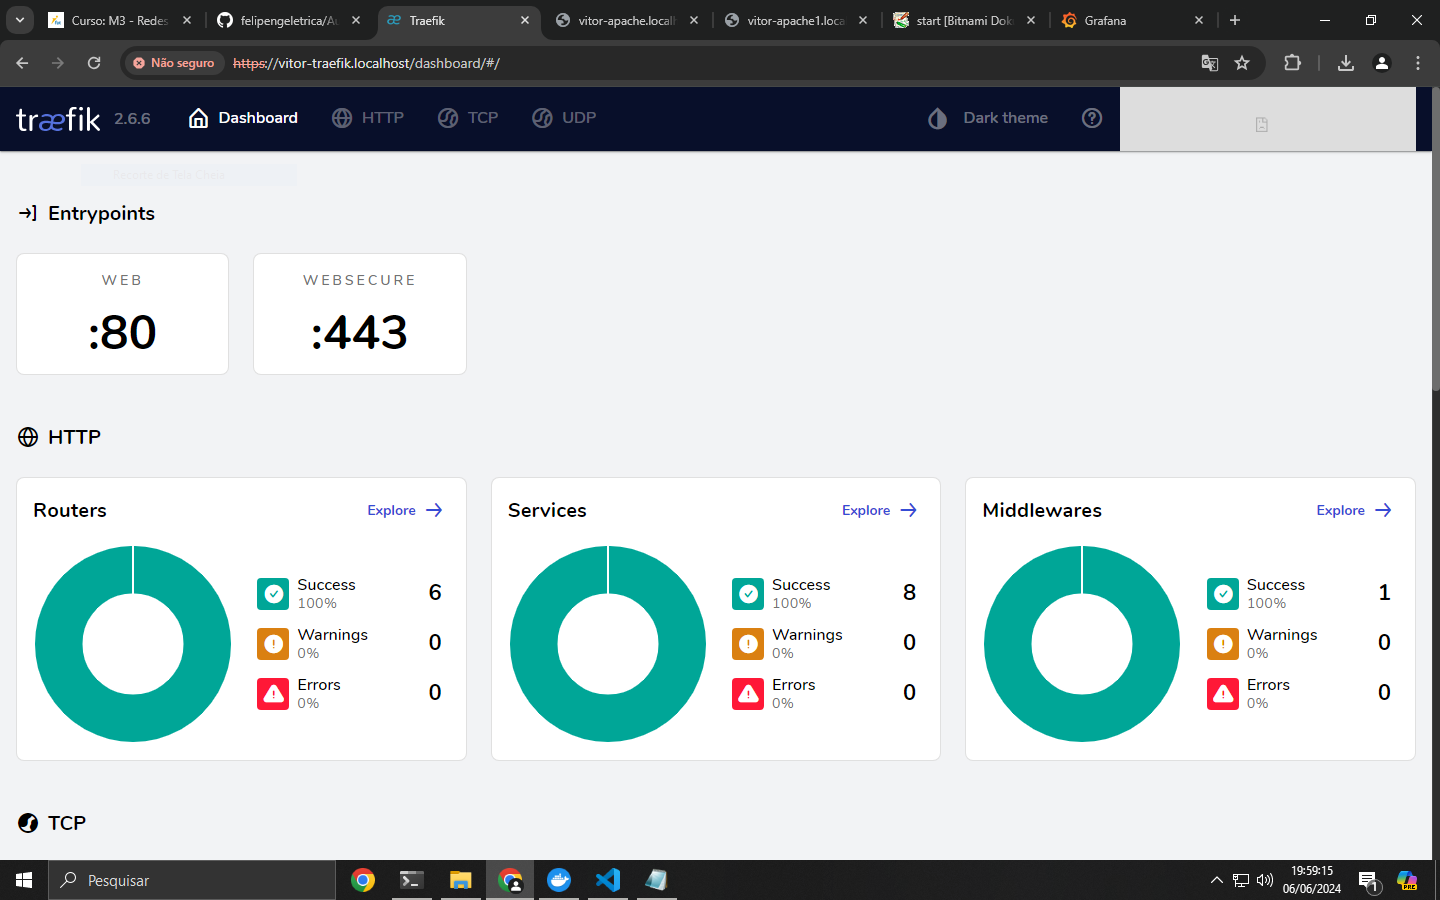 Curso: M3 - Redes
felipengeletrica/Au
Traefik
vitor-apache.localh
vitor-apache1.loca
start [Bitnami Dok
Grafana
Não seguro
https://vitor-traefik.localhost/dashboard/#/
træfik 2.6.6 Dashboard HTTP TCP UDP Dark theme
Entrypoints
WEB
:80
WEBSECURE
:443
HTTP
Routers
Explore
Success
100%
6
Warnings
0%
0
Errors
0%
0
Services
Explore
Success
100%
8
Warnings
0%
0
Errors
0%
0
Middlewares
Explore
Success
100%
1
Warnings
0%
0
Errors
0%
0
TCP
Pesquisar
19:59:15
06/06/2024
1
PRE